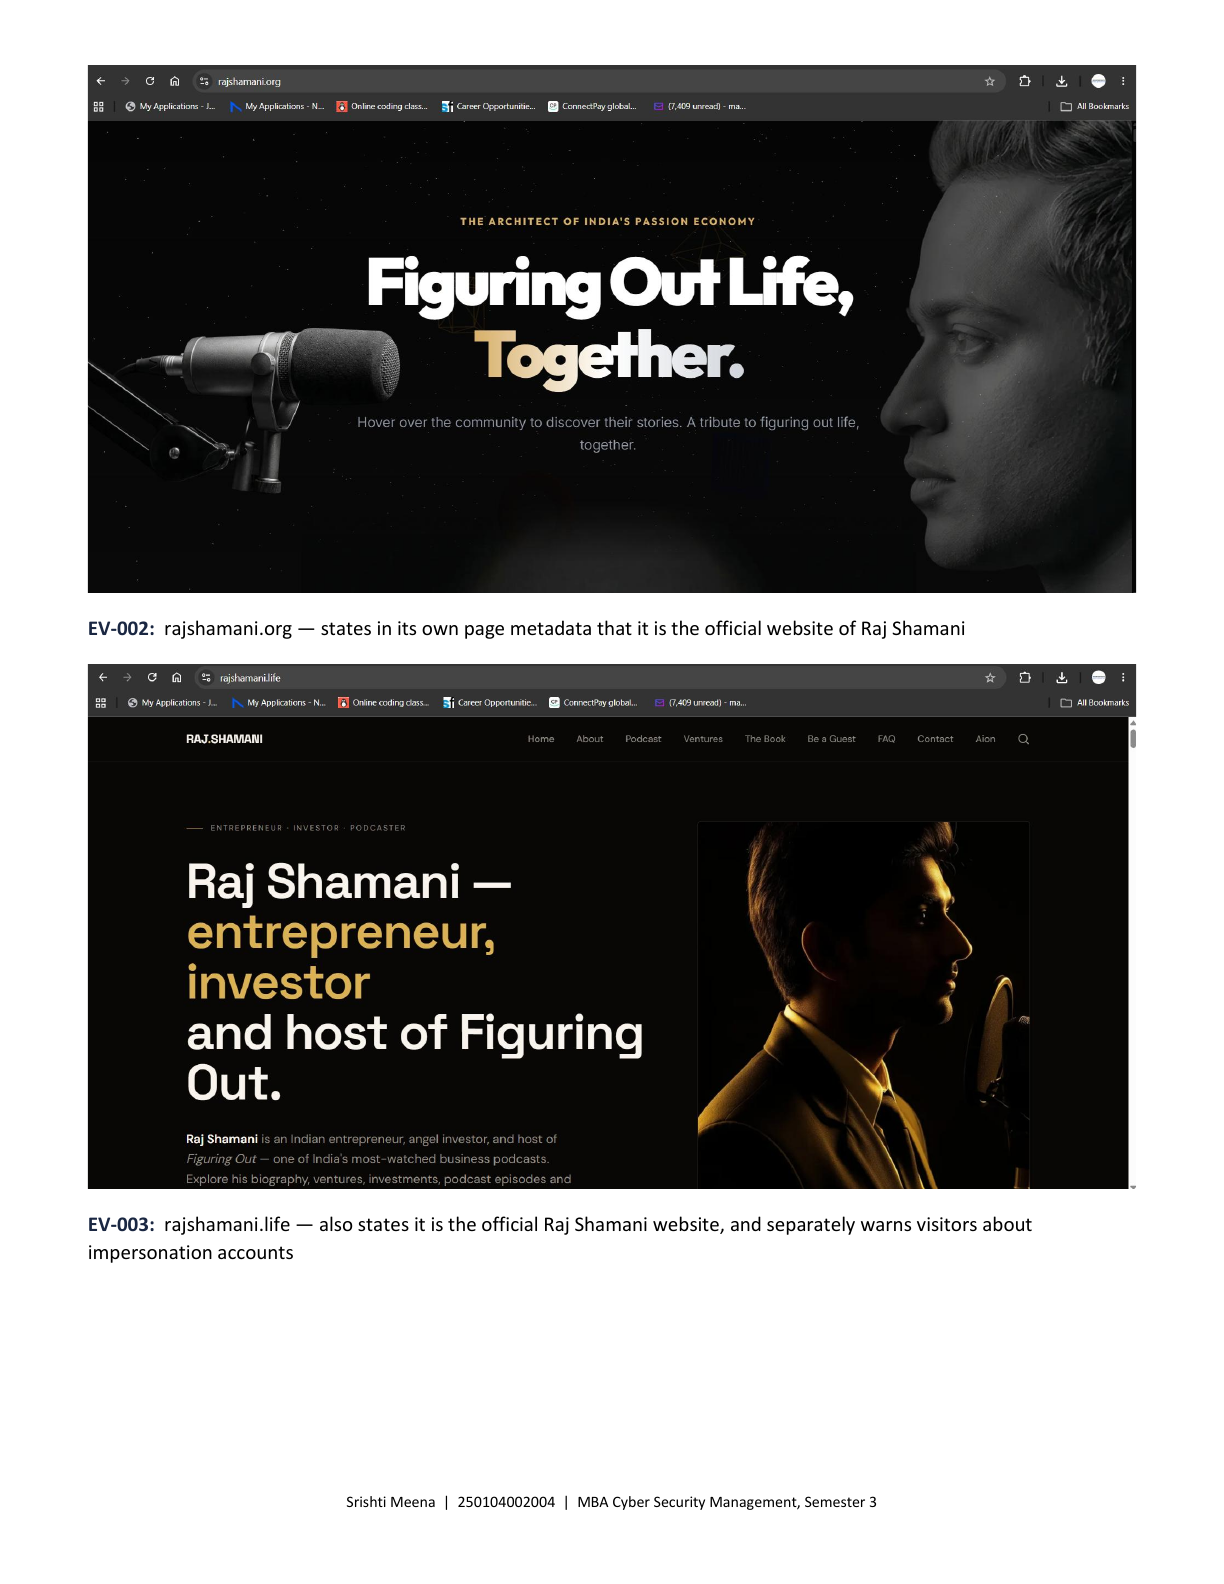 rajshamani.org
My Applications - J...
My Applications - N...
Online coding class...
Career Opportunitie...
ConnectPay global...
(7,409 unread) - ma...
All Bookmarks
THE ARCHITECT OF INDIA'S PASSION ECONOMY
Figuring Out Life,
Together.
Hover over the community to discover their stories. A tribute to figuring out life,
together.
EV-002: rajshamani.org — states in its own page metadata that it is the official website of Raj Shamani
rajshamani.life
My Applications - J...
My Applications - N...
Online coding class...
Career Opportunitie...
ConnectPay global...
(7,409 unread) - ma...
All Bookmarks
RAJ.SHAMANI
Home
About
Podcast
Ventures
The Book
Be a Guest
FAQ
Contact
Aion
ENTREPRENEUR · INVESTOR · PODCASTER
Raj Shamani —
entrepreneur,
investor
and host of Figuring
Out.
Raj Shamani is an Indian entrepreneur, angel investor, and host of
Figuring Out — one of India's most-watched business podcasts.
Explore his biography, ventures, investments, podcast episodes and
EV-003: rajshamani.life — also states it is the official Raj Shamani website, and separately warns visitors about
impersonation accounts
Srishti Meena | 250104002004 | MBA Cyber Security Management, Semester 3